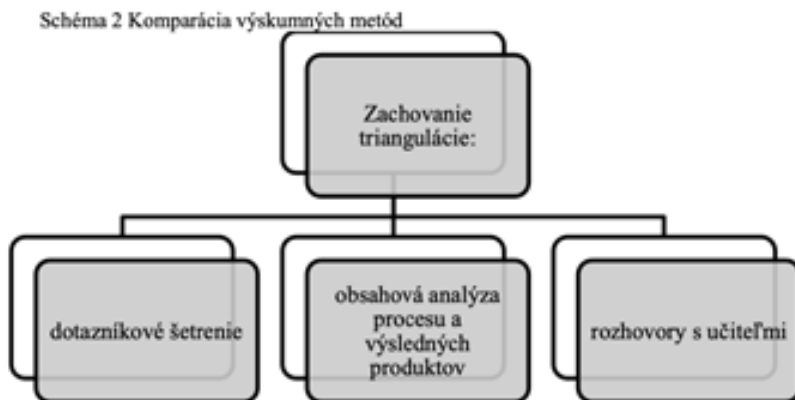 Schéma 2 Komparácia výskumných metód
Zachovanie
triangulácie:
dotazníkové šetrenie
obsahová analýza
procesu a
výsledných
produktov
rozhovory s učiteľmi